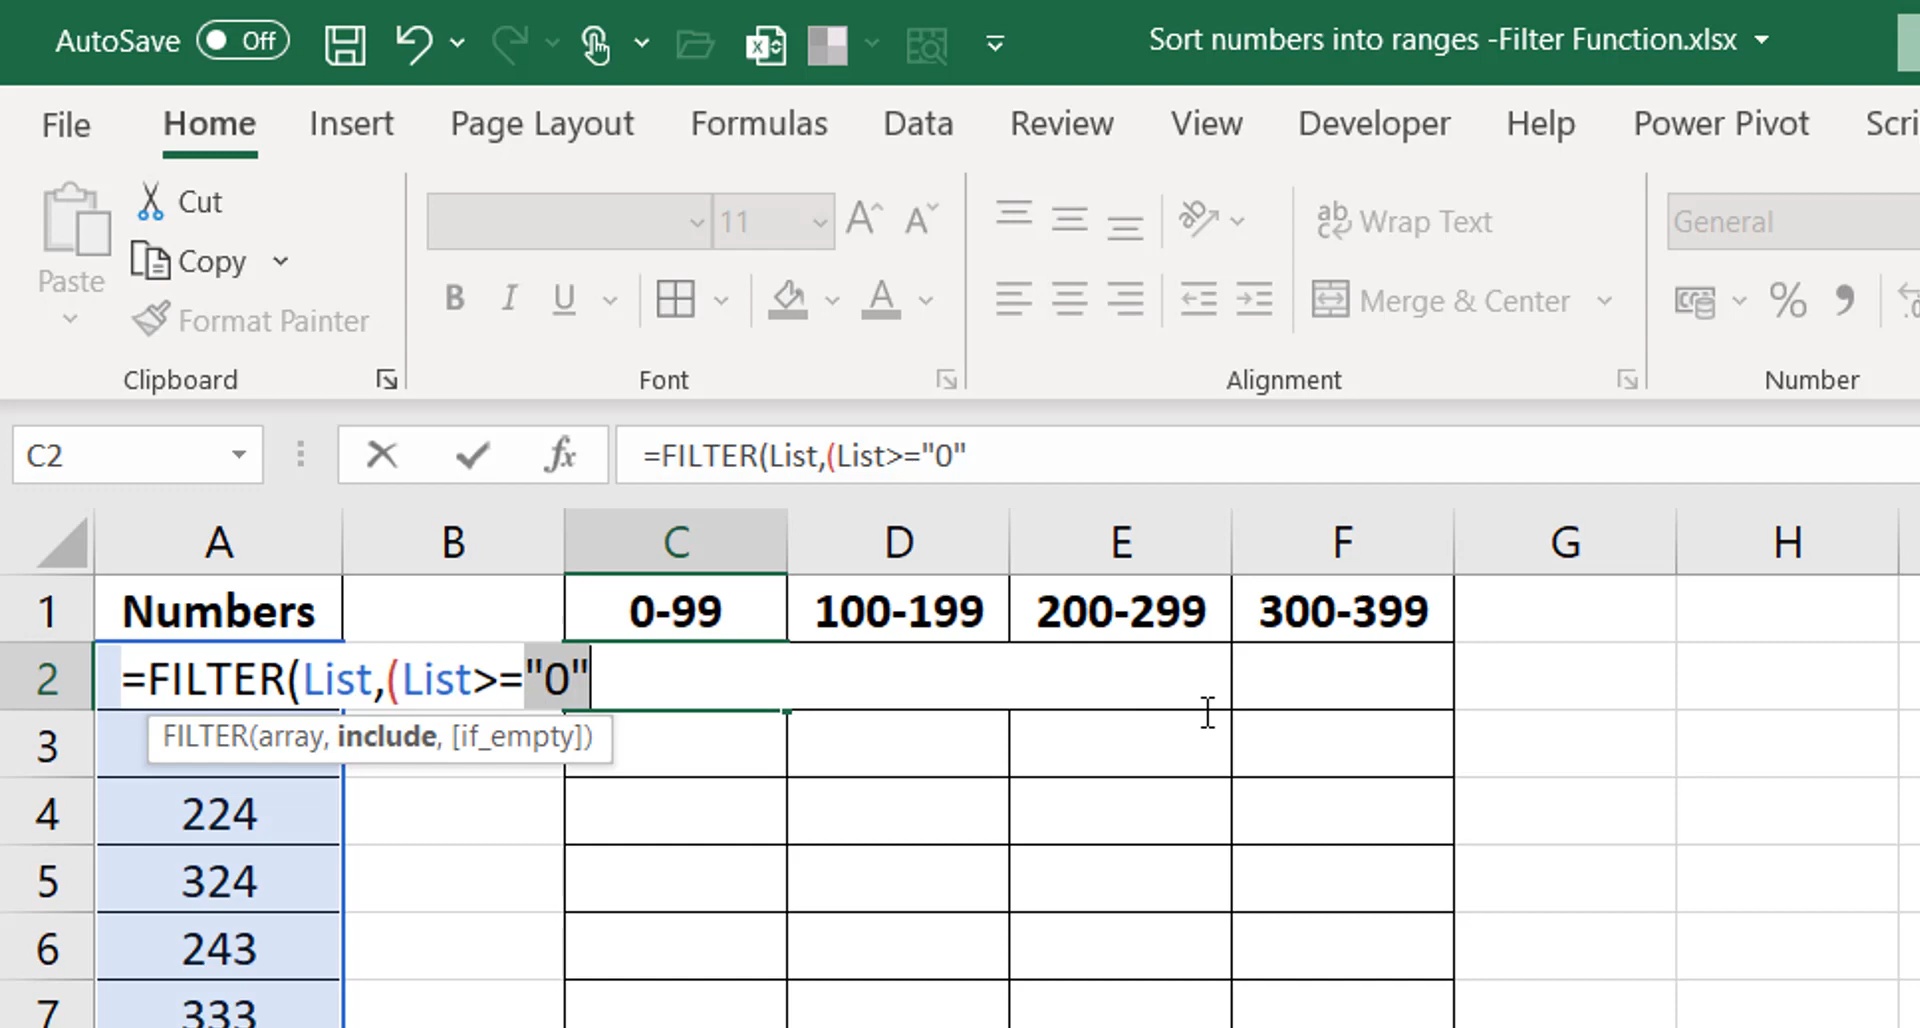 AutoSave Off Sort numbers into ranges -Filter Function.xlsx
File Home Insert Page Layout Formulas Data Review View Developer Help Power Pivot Scri
Paste Cut 11 Wrap Text General
Copy
Format Painter B I U A Merge & Center %
Clipboard Font Alignment Number
C2 fx =FILTER(List,(List>="0"
A B C D E F G H
1 Numbers 0-99 100-199 200-299 300-399
2 =FILTER(List,(List>="0"
3 FILTER(array, include, [if_empty])
4 224
5 324
6 243
7 333